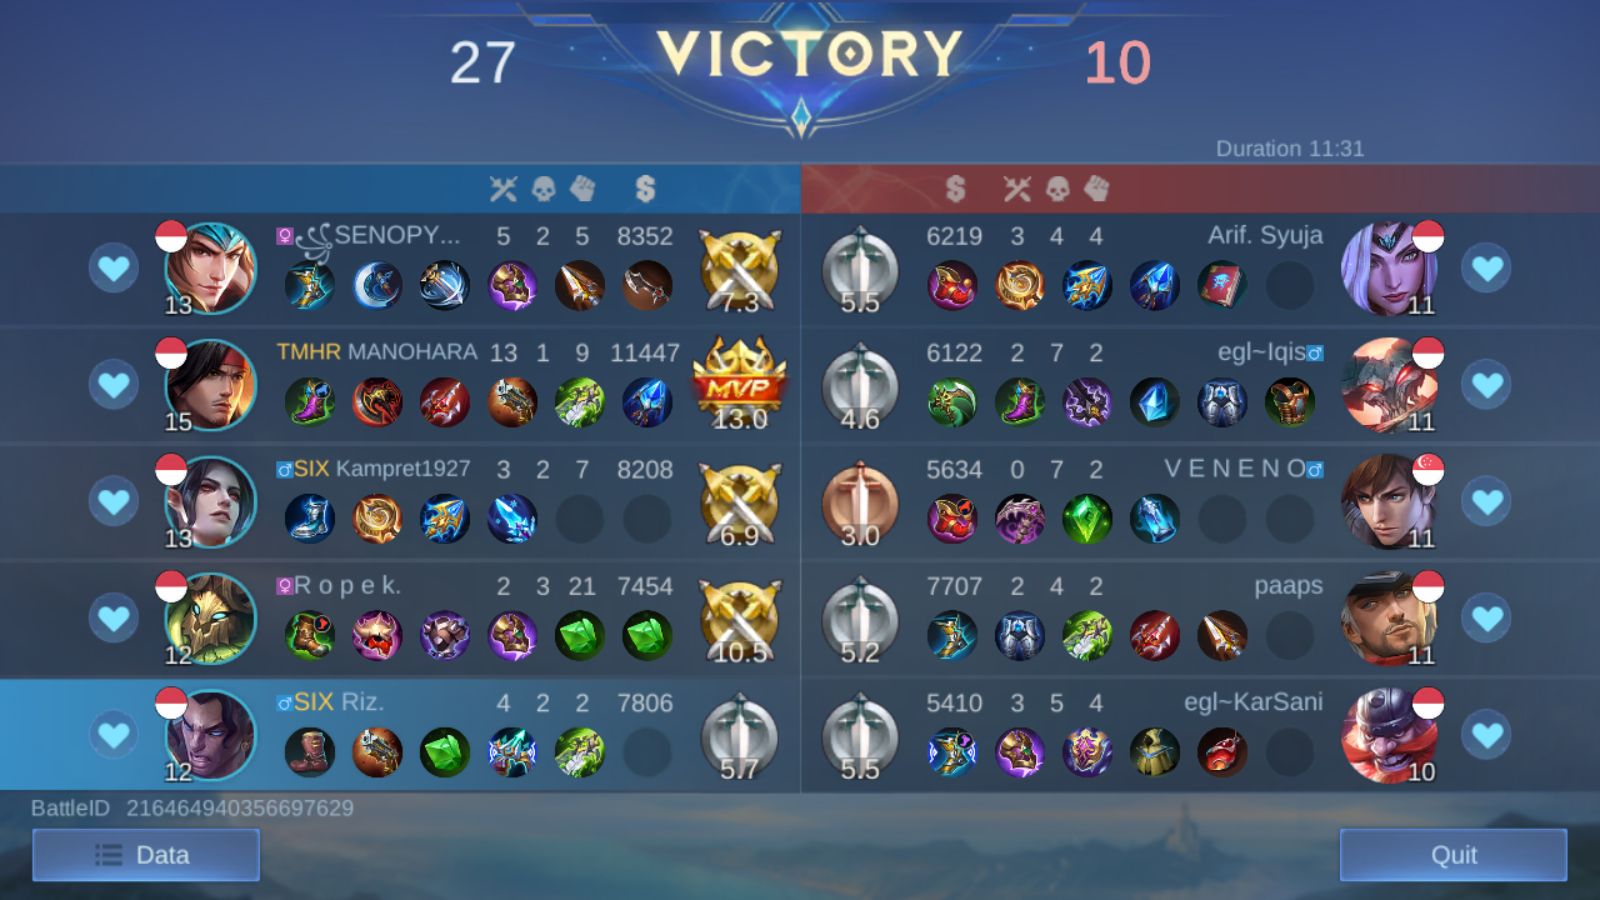 27 VICTORY 10
Duration 11:31
SENOPY... 5 2 5 8352 7.3
13
5.5 6219 3 4 4 Arif. Syuja
11
TMHR MANOHARA 13 1 9 11447 MVP 13.0
15
4.6 6122 2 7 2 egl~Iqis
11
SIX Kampret1927 3 2 7 8208 6.9
13
3.0 5634 0 7 2 V E N E N O
11
R o p e k. 2 3 21 7454 10.5
12
5.2 7707 2 4 2 paaps
11
SIX Riz. 4 2 2 7806 5.7
12
5.5 5410 3 5 4 egl~KarSani
10
BattleID 216464940356697629
Data
Quit